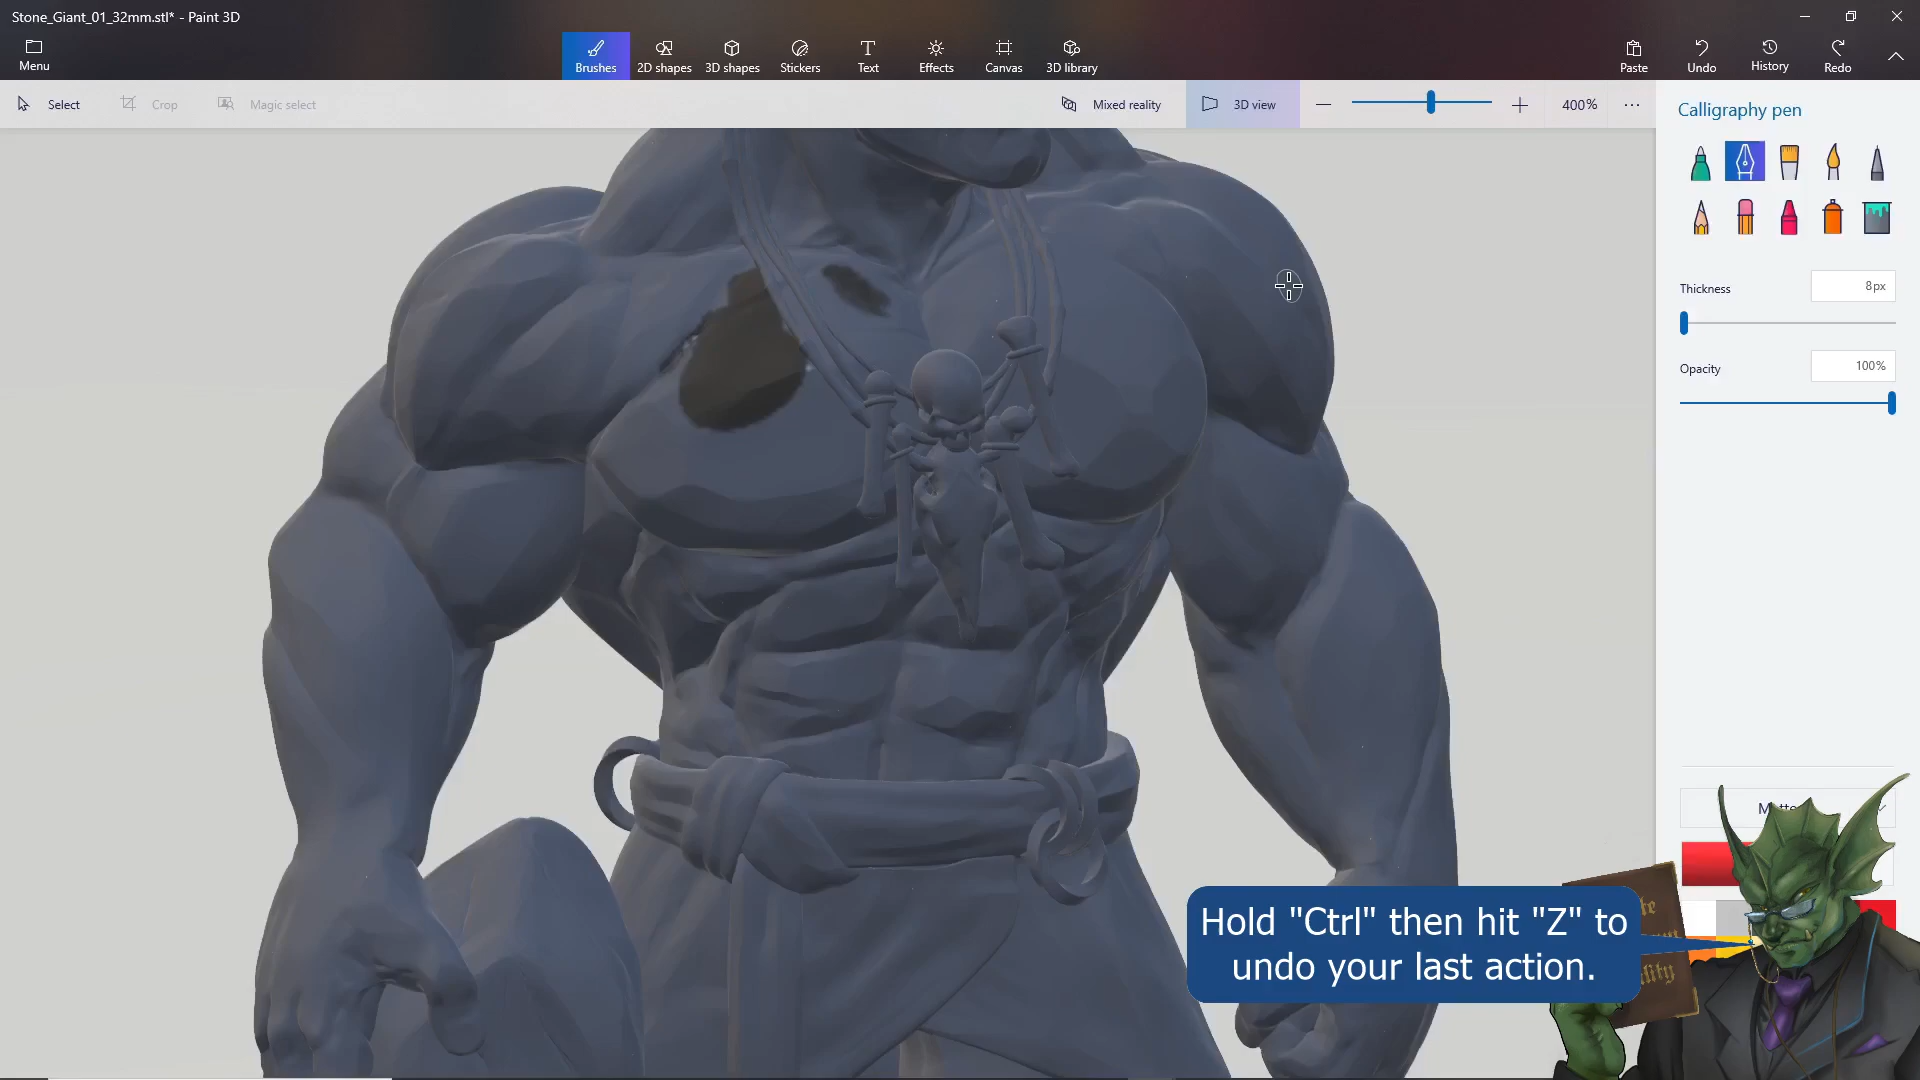 Stone_Giant_01_32mm.stl* - Paint 3D
Menu
Brushes
2D shapes
3D shapes
Stickers
Text
Effects
Canvas
3D library
Paste
Undo
History
Redo
Select
Crop
Magic select
Mixed reality
3D view
400%
Calligraphy pen
Thickness
8px
Opacity
100%
Hold "Ctrl" then hit "Z" to
undo your last action.